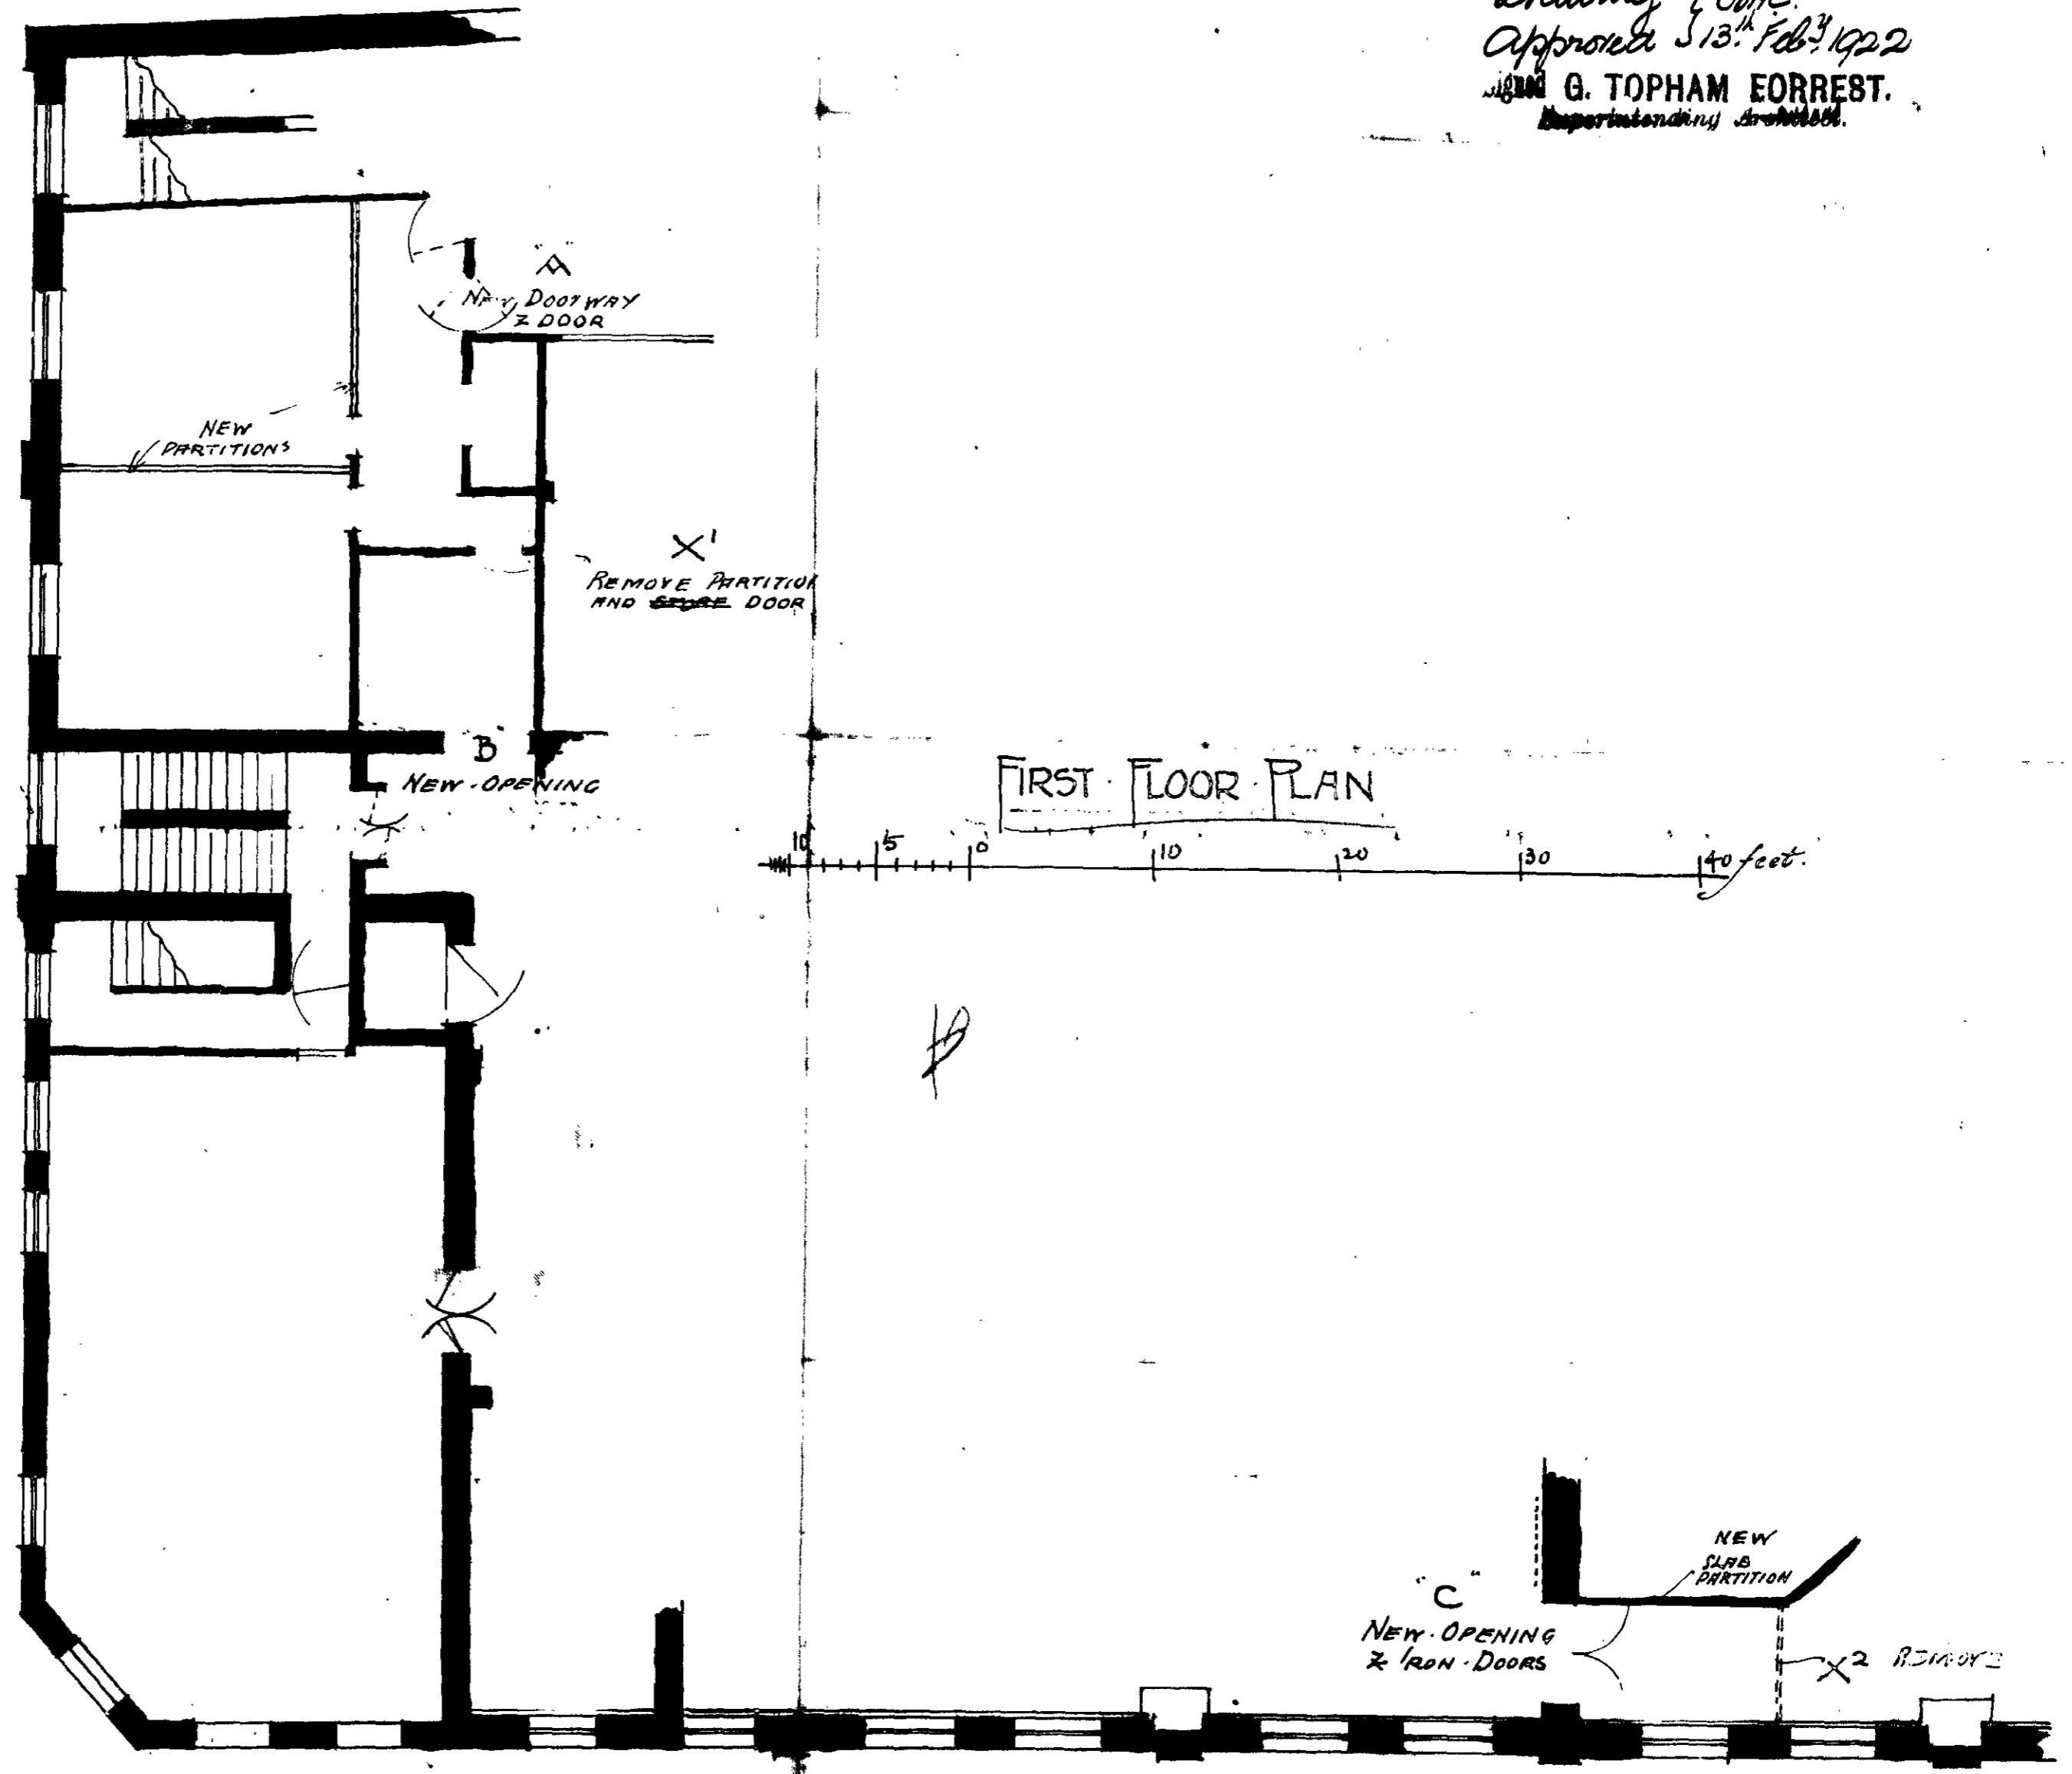 Approved 13th Feby 1922
Signed G. TOPHAM FORREST.
Superintending Architect.
"A"
NEW DOORWAY
& DOOR
NEW
PARTITIONS
X1
REMOVE PARTITION
AND STORE DOOR
"B"
NEW-OPENING
FIRST·FLOOR·PLAN
10 5 0 10 20 30 40 feet.
"C"
NEW·OPENING
& IRON·DOORS
NEW
SLAB
PARTITION
X2 REMOVE